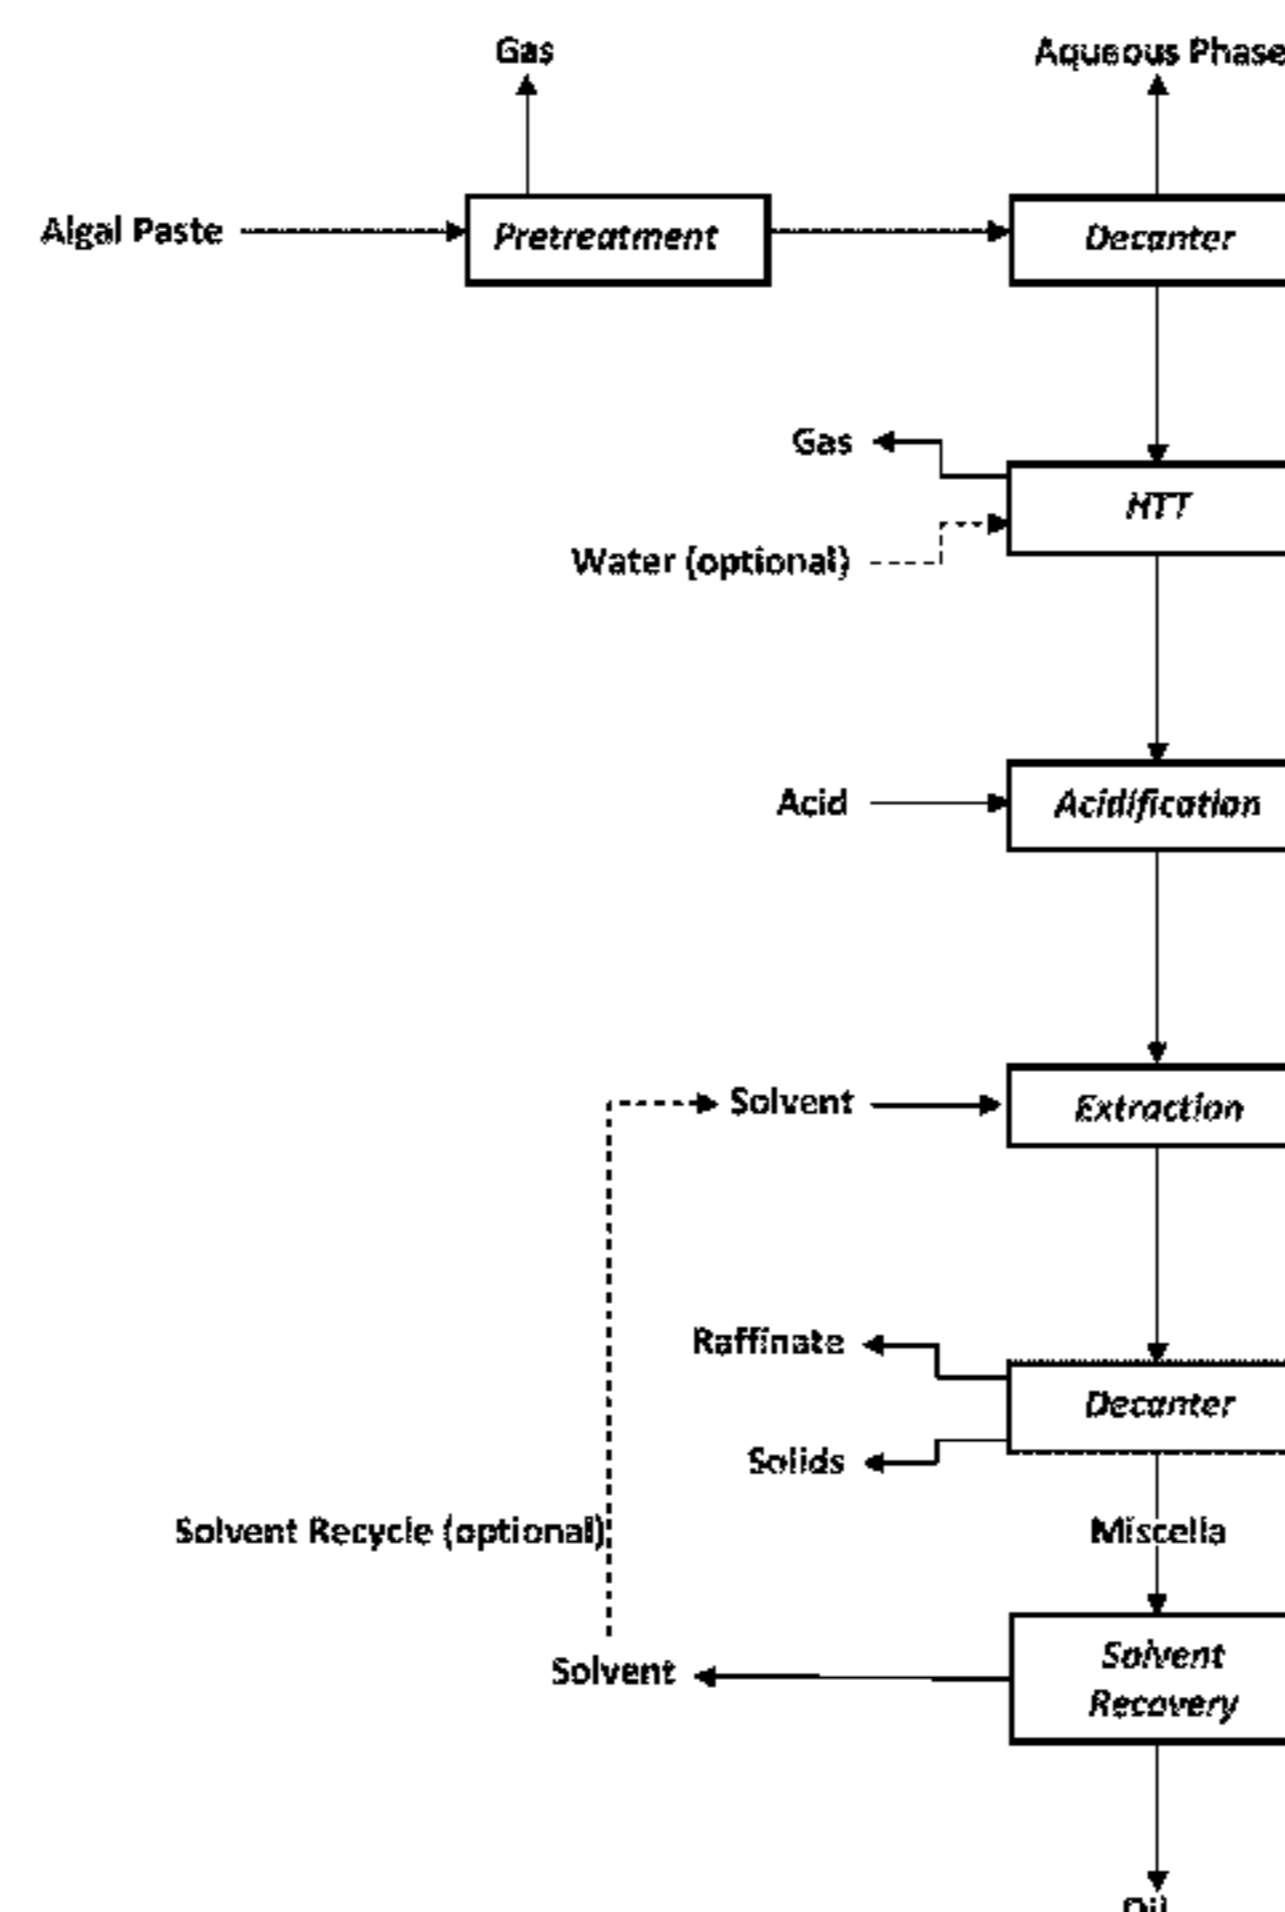 Gas
Aqueous Phase
Algal Paste
Pretreatment
Decanter
Gas
HTT
Water (optional)
Acid
Acidification
Solvent
Extraction
Raffinate
Decanter
Solids
Solvent Recycle (optional)
Miscella
Solvent
Solvent
Recovery
Oil